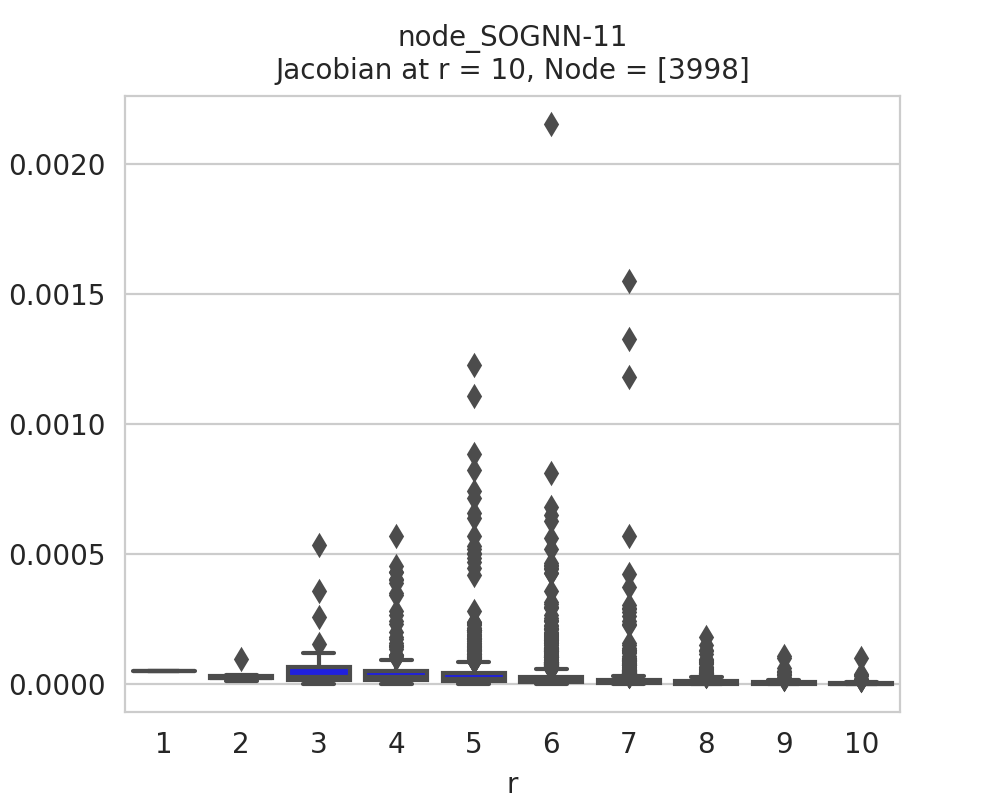 node_SOGNN-11
Jacobian at r = 10, Node = [3998]
0.0020
0.0015
0.0010
0.0005
0.0000
1 2 3 4 5 6 7 8 9 10
r